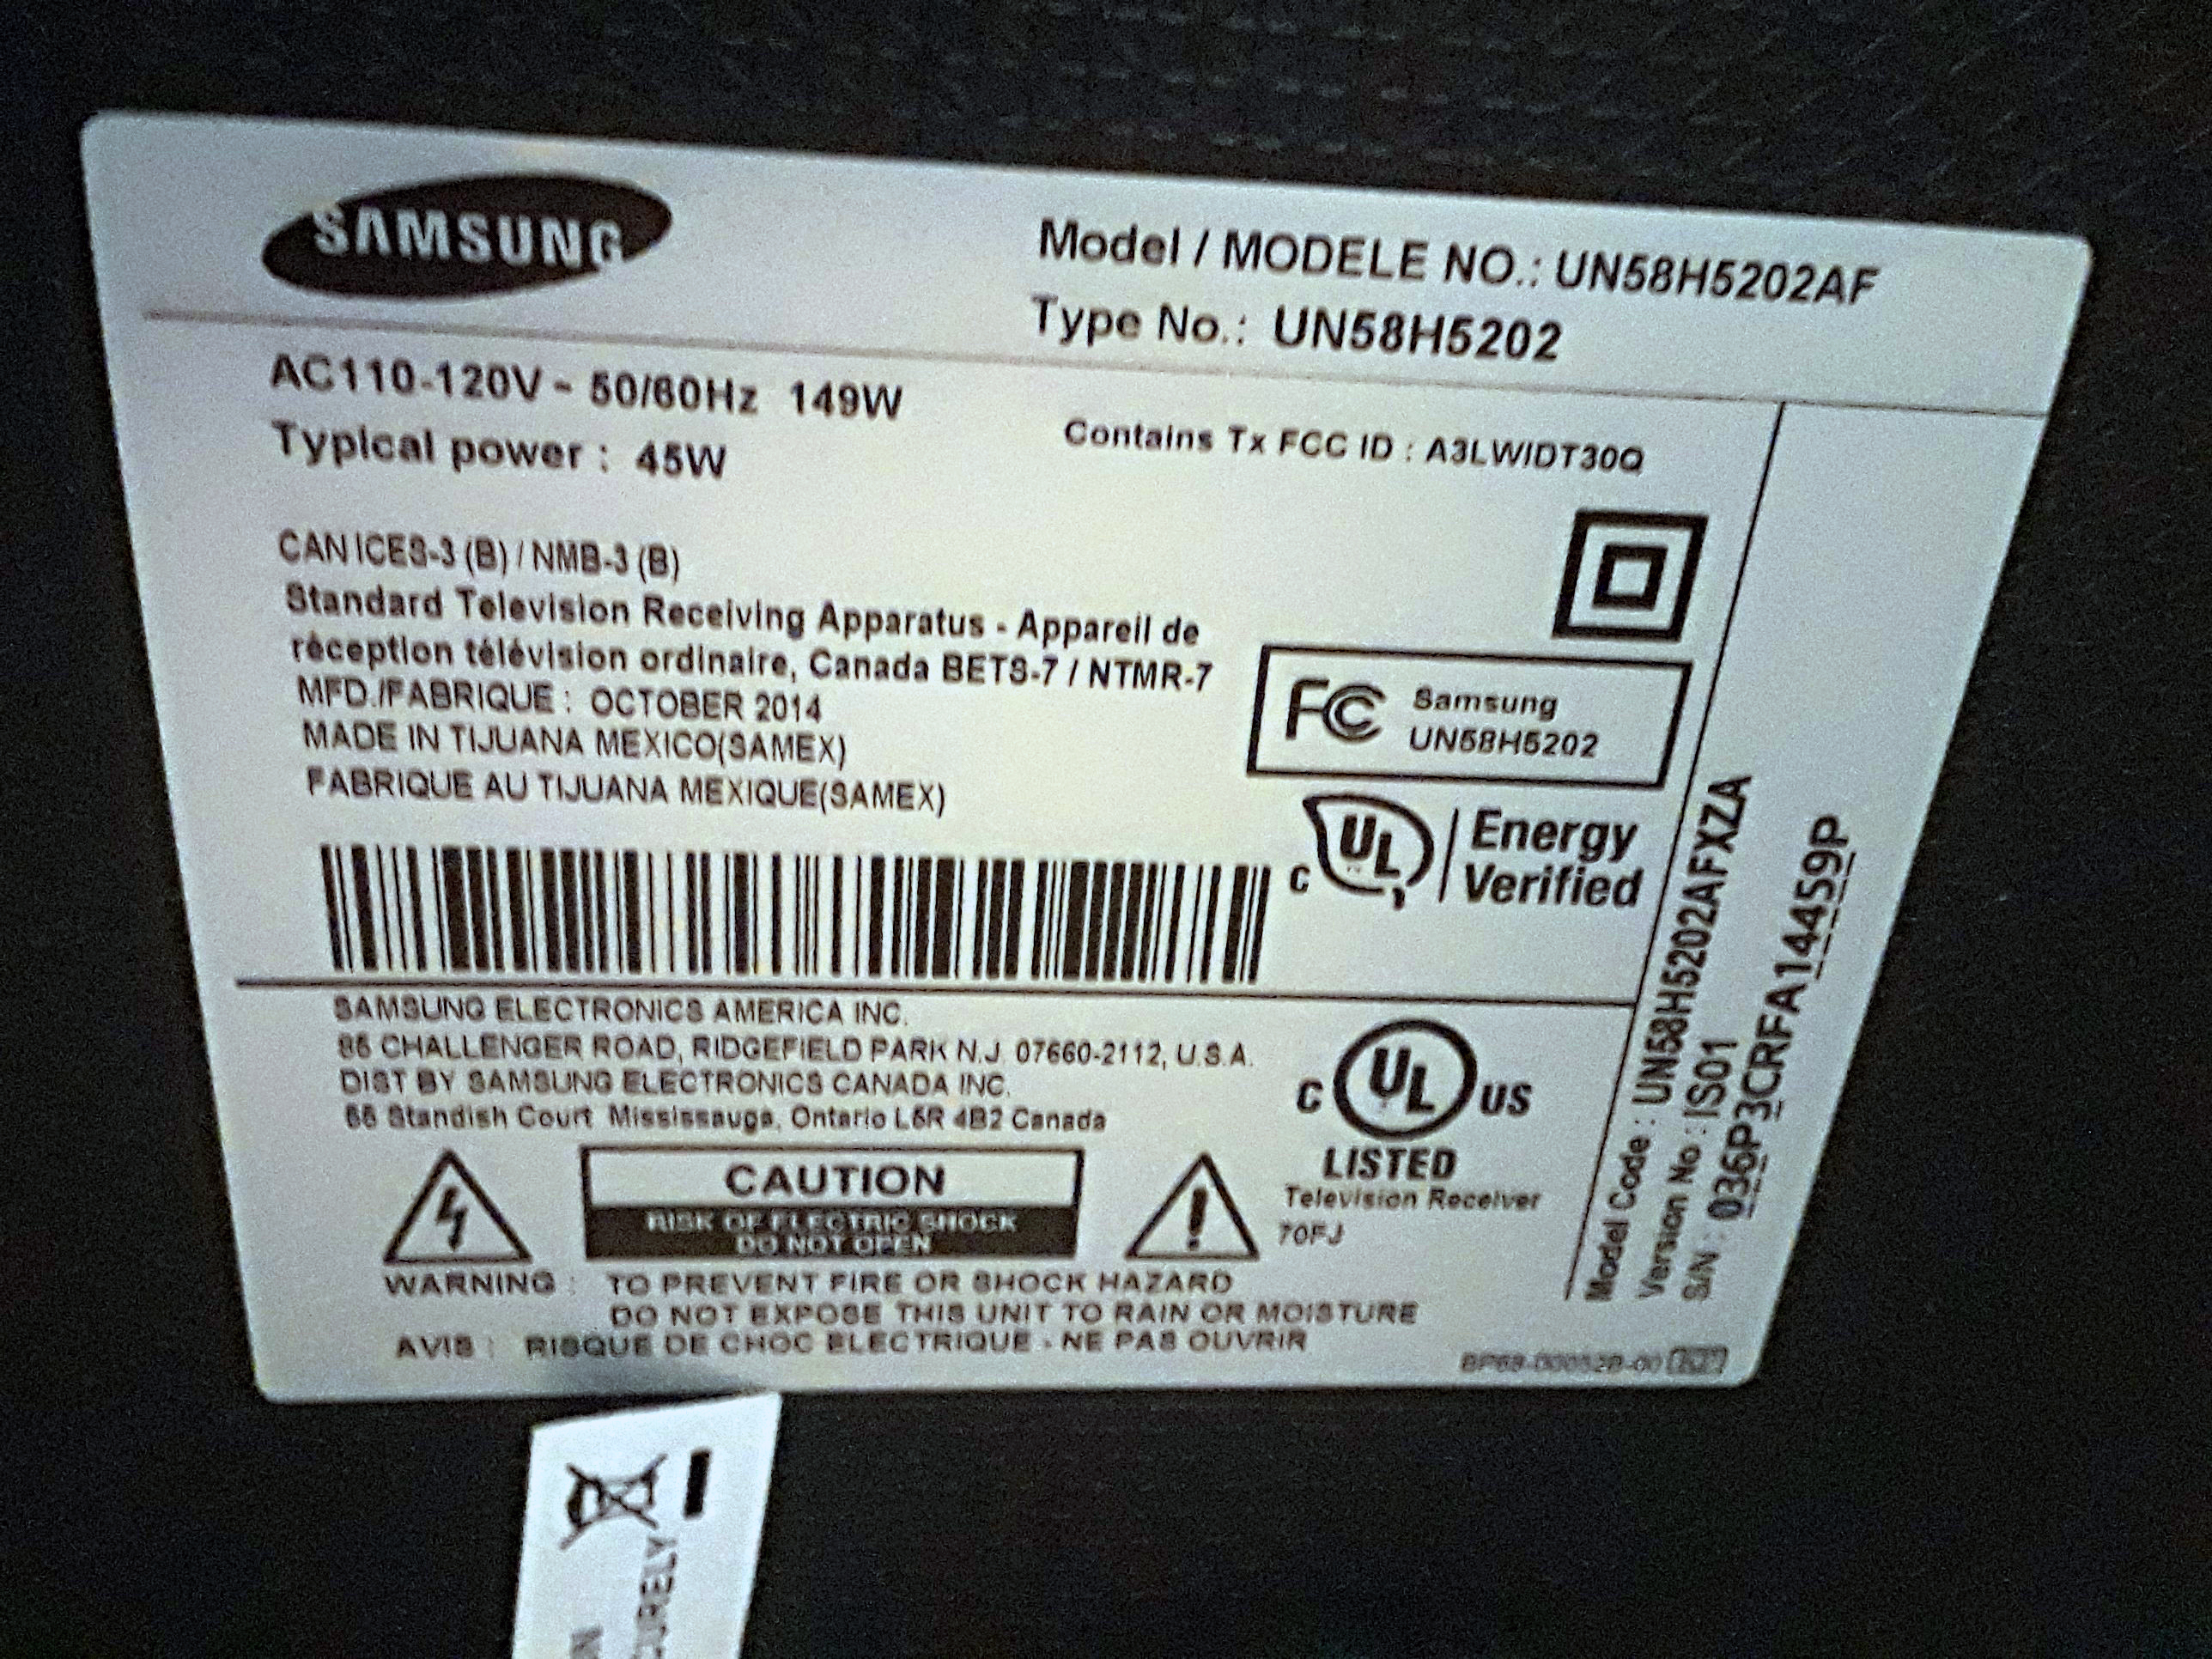 SAMSUNG
Model / MODELE NO.: UN58H5202AF
Type No.: UN58H5202
AC110-120V ~ 50/60Hz 149W
Typical power : 45W
Contains Tx FCC ID : A3LWIDT30Q
CAN ICES-3 (B) / NMB-3 (B)
Standard Television Receiving Apparatus - Appareil de
réception télévision ordinaire, Canada BETS-7 / NTMR-7
MFD./FABRIQUE : OCTOBER 2014
MADE IN TIJUANA MEXICO(SAMEX)
FABRIQUE AU TIJUANA MEXIQUE(SAMEX)
FC Samsung
UN58H5202
C UL Energy
Verified
SAMSUNG ELECTRONICS AMERICA INC.
85 CHALLENGER ROAD, RIDGEFIELD PARK N.J. 07660-2112, U.S.A.
DIST BY SAMSUNG ELECTRONICS CANADA INC.
55 Standish Court Mississauga, Ontario L5R 4B2 Canada
C UL US
LISTED
Television Receiver
70FJ
CAUTION
RISK OF ELECTRIC SHOCK
DO NOT OPEN
WARNING : TO PREVENT FIRE OR SHOCK HAZARD
DO NOT EXPOSE THIS UNIT TO RAIN OR MOISTURE
AVIS : RISQUE DE CHOC ELECTRIQUE - NE PAS OUVRIR
Model Code : UN58H5202AFXZA
Version No : IS01
S/N : 036P3CRFA14459P